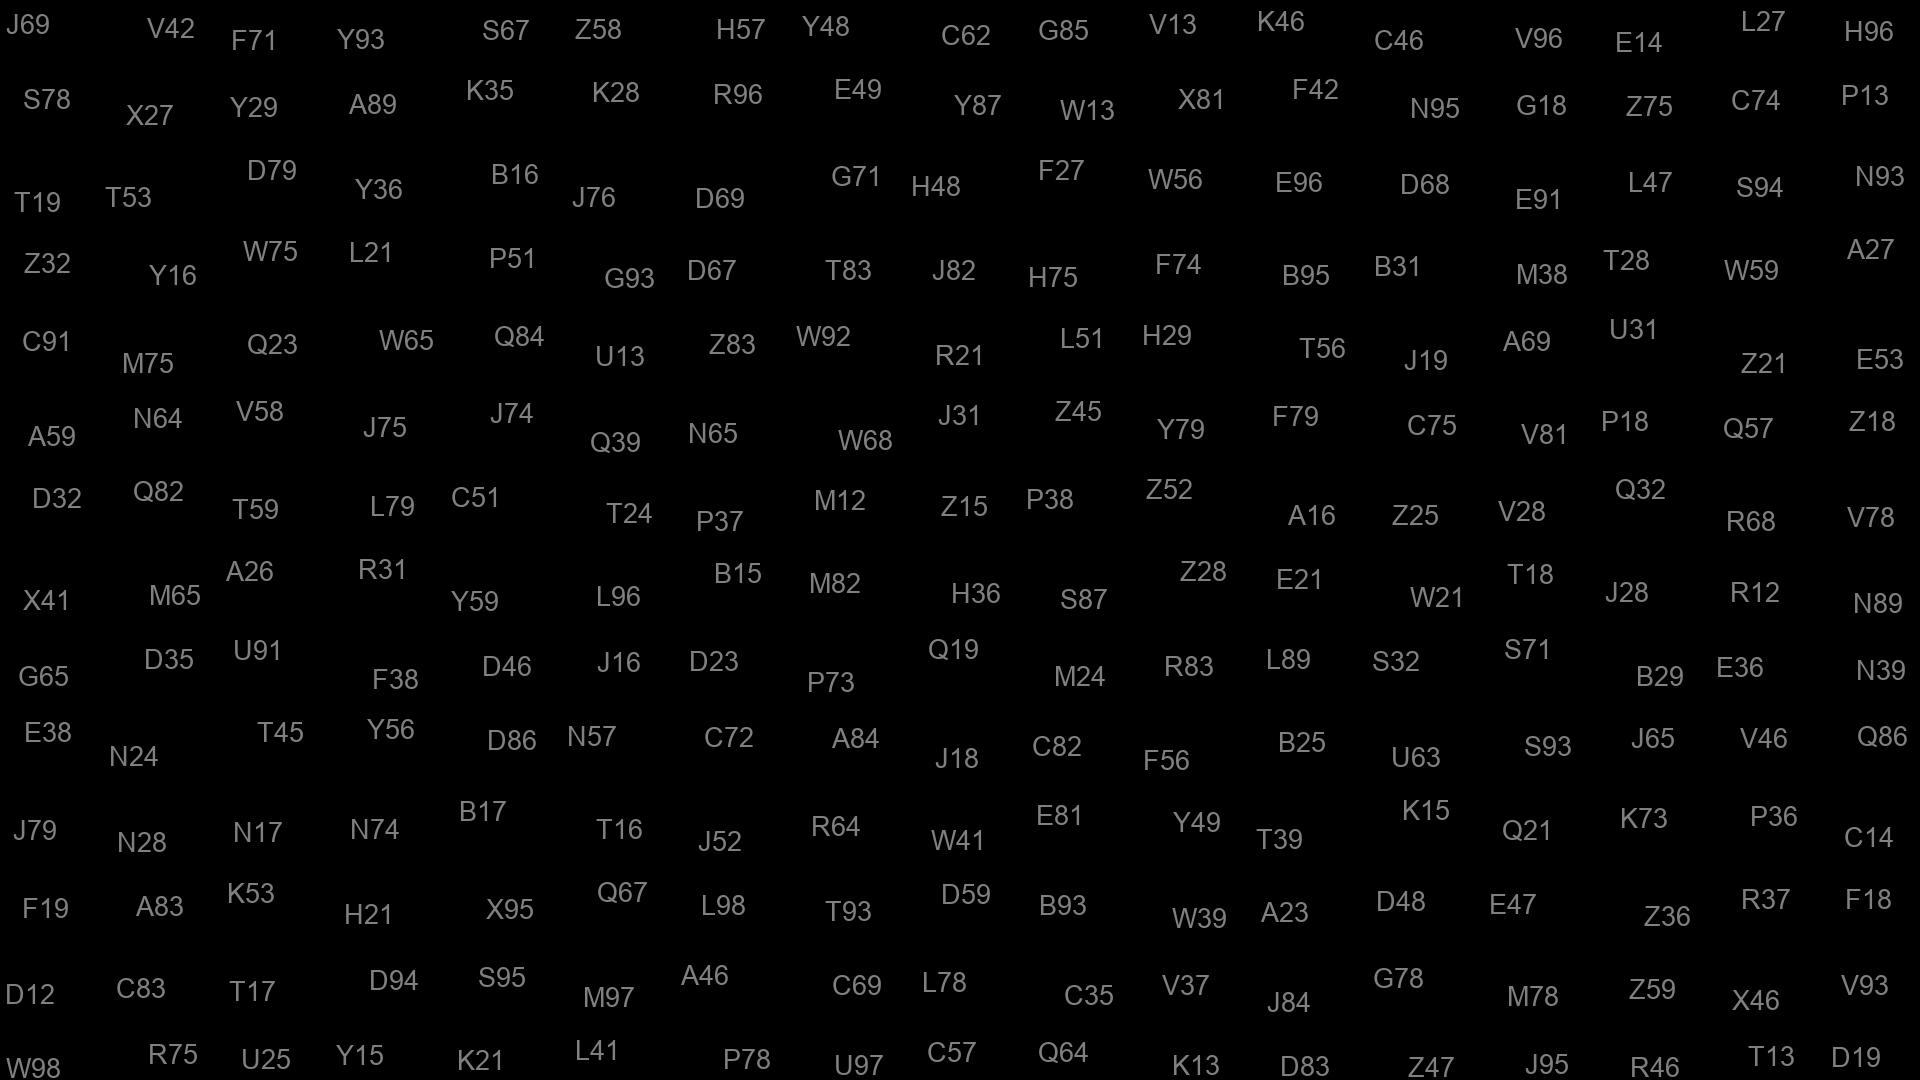 J69 V42 F71 Y93 S67 Z58 H57 Y48 C62 G85 V13 K46 C46 V96 E14 L27 H96
S78 X27 Y29 A89 K35 K28 R96 E49 Y87 W13 X81 F42 N95 G18 Z75 C74 P13
T19 T53 D79 Y36 B16 J76 D69 G71 H48 F27 W56 E96 D68 E91 L47 S94 N93
Z32 Y16 W75 L21 P51 G93 D67 T83 J82 H75 F74 B95 B31 M38 T28 W59 A27
C91 M75 Q23 W65 Q84 U13 Z83 W92 R21 L51 H29 T56 J19 A69 U31 Z21 E53
A59 N64 V58 J75 J74 Q39 N65 W68 J31 Z45 Y79 F79 C75 V81 P18 Q57 Z18
D32 Q82 T59 L79 C51 T24 P37 M12 Z15 P38 Z52 A16 Z25 V28 Q32 R68 V78
X41 M65 A26 R31 Y59 L96 B15 M82 H36 S87 Z28 E21 W21 T18 J28 R12 N89
G65 D35 U91 F38 D46 J16 D23 P73 Q19 M24 R83 L89 S32 S71 B29 E36 N39
E38 N24 T45 Y56 D86 N57 C72 A84 J18 C82 F56 B25 U63 S93 J65 V46 Q86
J79 N28 N17 N74 B17 T16 J52 R64 W41 E81 Y49 T39 K15 Q21 K73 P36 C14
F19 A83 K53 H21 X95 Q67 L98 T93 D59 B93 W39 A23 D48 E47 Z36 R37 F18
D12 C83 T17 D94 S95 M97 A46 C69 L78 C35 V37 J84 G78 M78 Z59 X46 V93
W98 R75 U25 Y15 K21 L41 P78 U97 C57 Q64 K13 D83 Z47 J95 R46 T13 D19